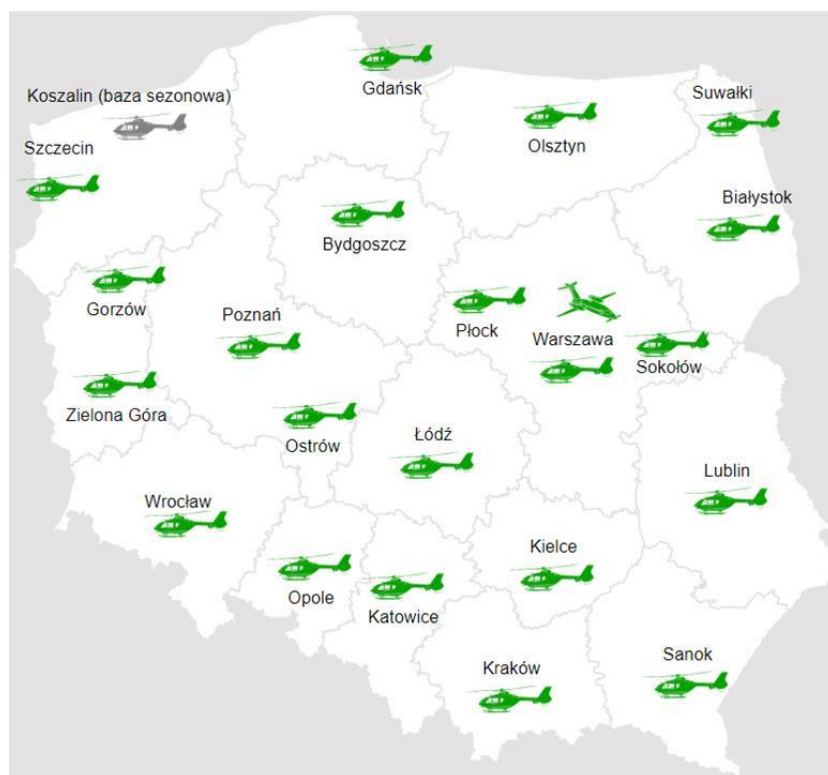 Gdańsk
Koszalin (baza sezonowa)
Suwałki
Szczecin
Olsztyn
Białystok
Bydgoszcz
Gorzów
Poznań
Płock
Warszawa
Sokołów
Zielona Góra
Ostrów
Łódź
Lublin
Wrocław
Kielce
Opole
Katowice
Kraków
Sanok